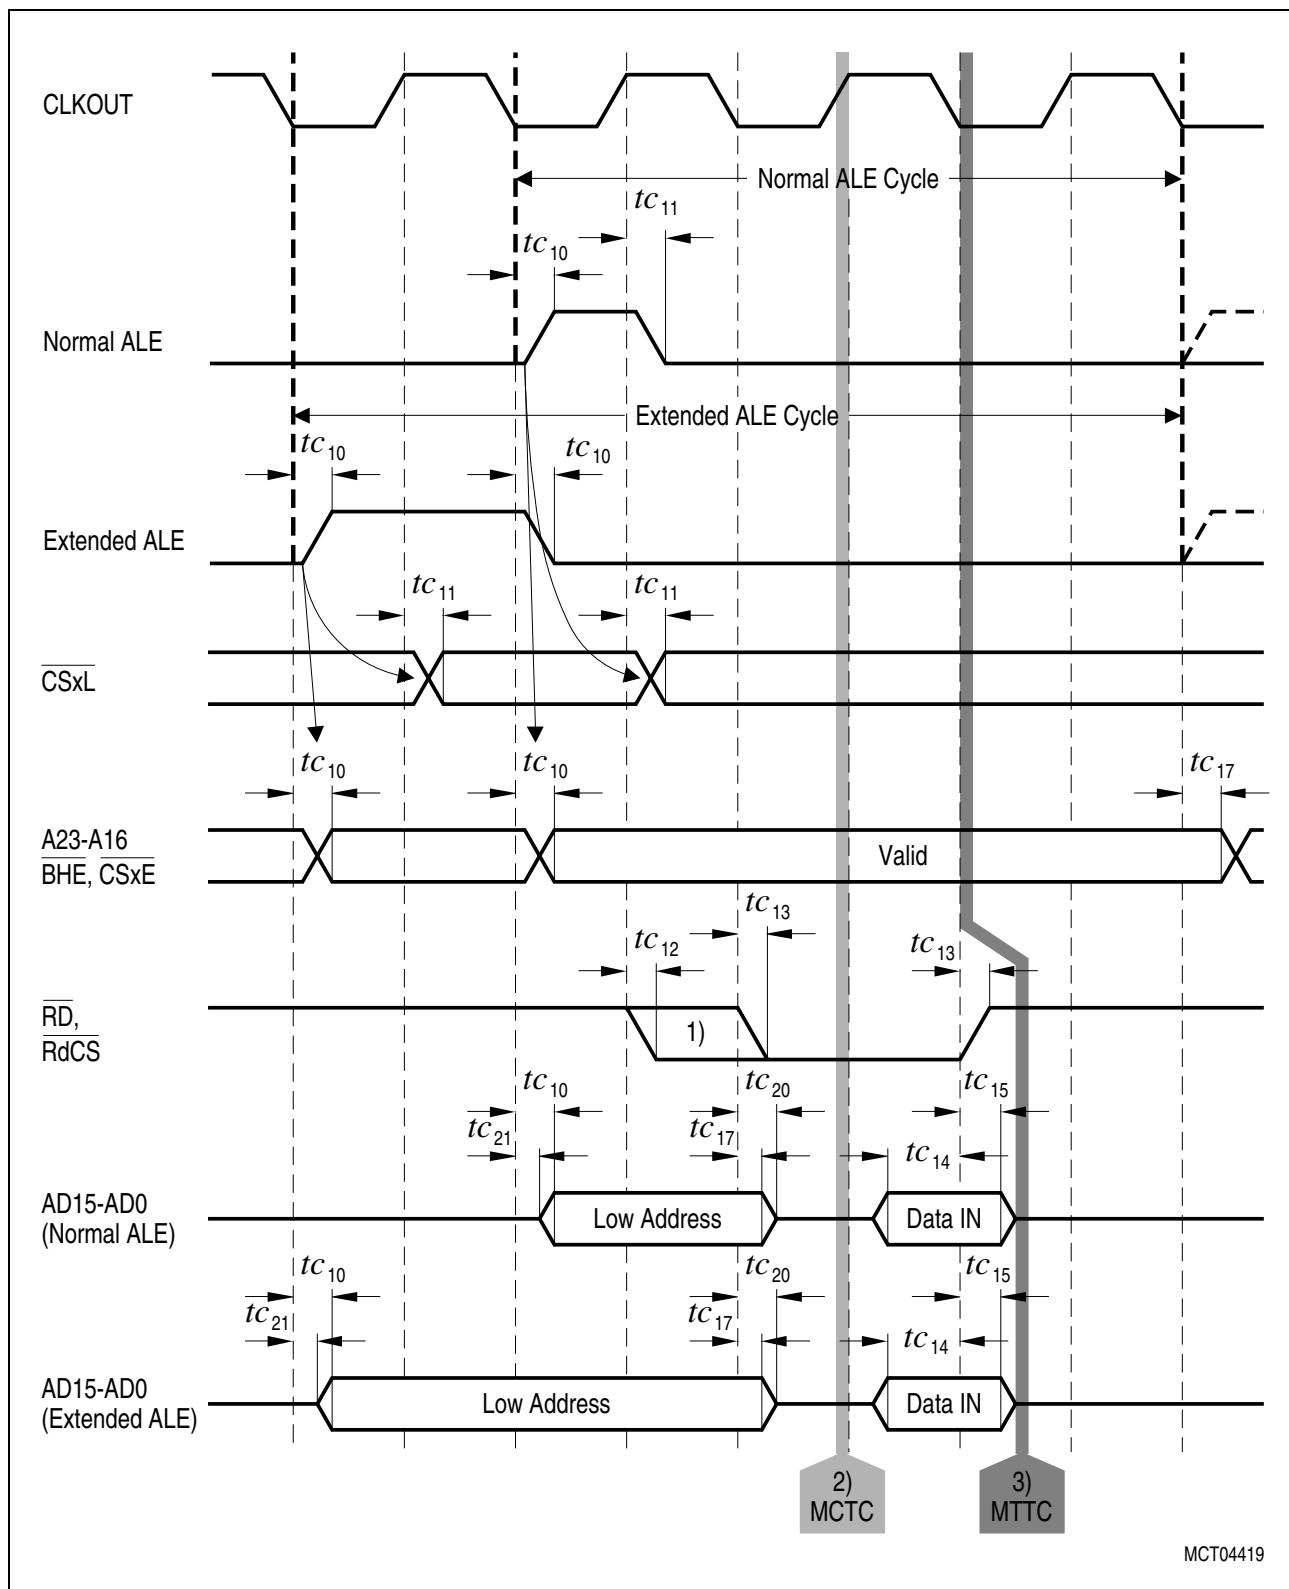 CLKOUT
Normal ALE Cycle
tc11
tc10
Normal ALE
Extended ALE Cycle
tc10
tc10
Extended ALE
tc11
tc11
CSxL
tc10
tc10
tc17
A23-A16
BHE, CSxE
Valid
tc13
tc12
tc13
RD,
RdCS
1)
tc10
tc20
tc15
tc21
tc17
tc14
AD15-AD0
(Normal ALE)
Low Address
Data IN
tc10
tc20
tc15
tc21
tc17
tc14
AD15-AD0
(Extended ALE)
Low Address
Data IN
2)
MCTC
3)
MTTC
MCT04419